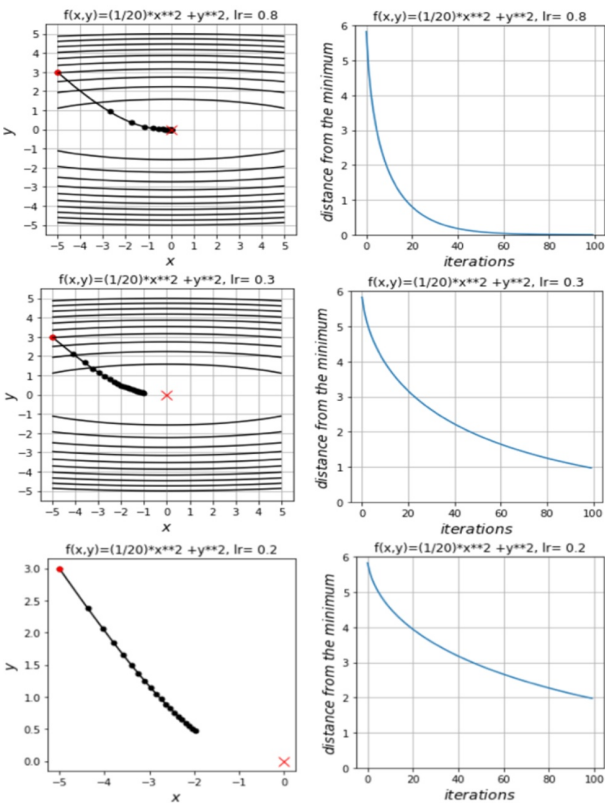 f(x,y)=(1/20)*x**2 +y**2, lr= 0.8
5
4
3
2
1
0
-1
-2
-3
-4
-5
y
-5 -4 -3 -2 -1 0 1 2 3 4 5
x
f(x,y)=(1/20)*x**2 +y**2, lr= 0.8
6
5
4
3
2
1
0
distance from the minimum
0 20 40 60 80 100
iterations
f(x,y)=(1/20)*x**2 +y**2, lr= 0.3
5
4
3
2
1
0
-1
-2
-3
-4
-5
y
-5 -4 -3 -2 -1 0 1 2 3 4 5
x
f(x,y)=(1/20)*x**2 +y**2, lr= 0.3
6
5
4
3
2
1
0
distance from the minimum
0 20 40 60 80 100
iterations
f(x,y)=(1/20)*x**2 +y**2, lr= 0.2
3.0
2.5
2.0
1.5
1.0
0.5
0.0
y
−5 −4 −3 −2 −1 0
x
f(x,y)=(1/20)*x**2 +y**2, lr= 0.2
6
5
4
3
2
1
0
distance from the minimum
0 20 40 60 80 100
iterations